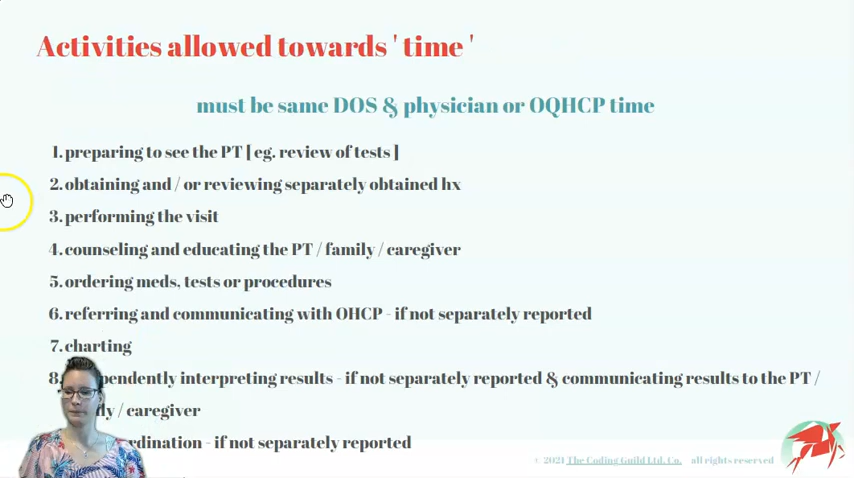 Activities allowed towards ' time '
must be same DOS & physician or OQHCP time
1. preparing to see the PT [ eg. review of tests ]
2. obtaining and / or reviewing separately obtained hx
3. performing the visit
4. counseling and educating the PT / family / caregiver
5. ordering meds, tests or procedures
6. referring and communicating with OHCP - if not separately reported
7. charting
8. interpreting results - if not separately reported & communicating results to the PT /
/ caregiver
- if not separately reported
© 2021 The Coding Guild Ltd. Co. all rights reserved